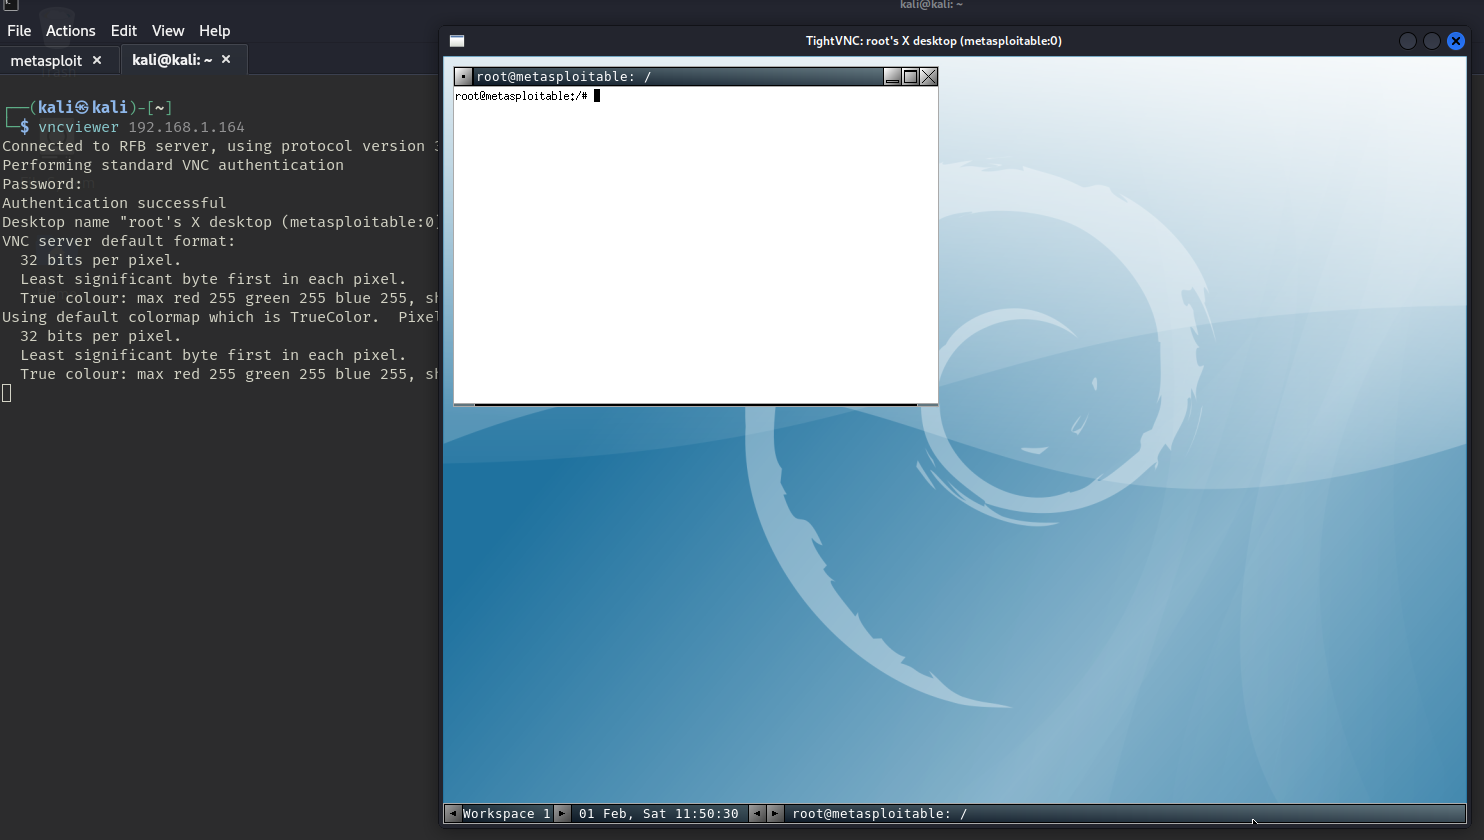 kali@kali: ~
File Actions Edit View Help
metasploit ×
kali@kali: ~ ×
(kali㉿kali)-[~]
$ vncviewer 192.168.1.164
Connected to RFB server, using protocol version
Performing standard VNC authentication
Password:
Authentication successful
Desktop name "root's X desktop (metasploitable:0
VNC server default format:
32 bits per pixel.
Least significant byte first in each pixel.
True colour: max red 255 green 255 blue 255,
Using default colormap which is TrueColor.
32 bits per pixel.
Least significant byte first in each pixel.
True colour: max red 255 green 255 blue 255,
TightVNC: root's X desktop (metasploitable:0)
root@metasploitable: /
root@metasploitable:/#
Workspace 1 01 Feb, Sat 11:50:30 root@metasploitable: /